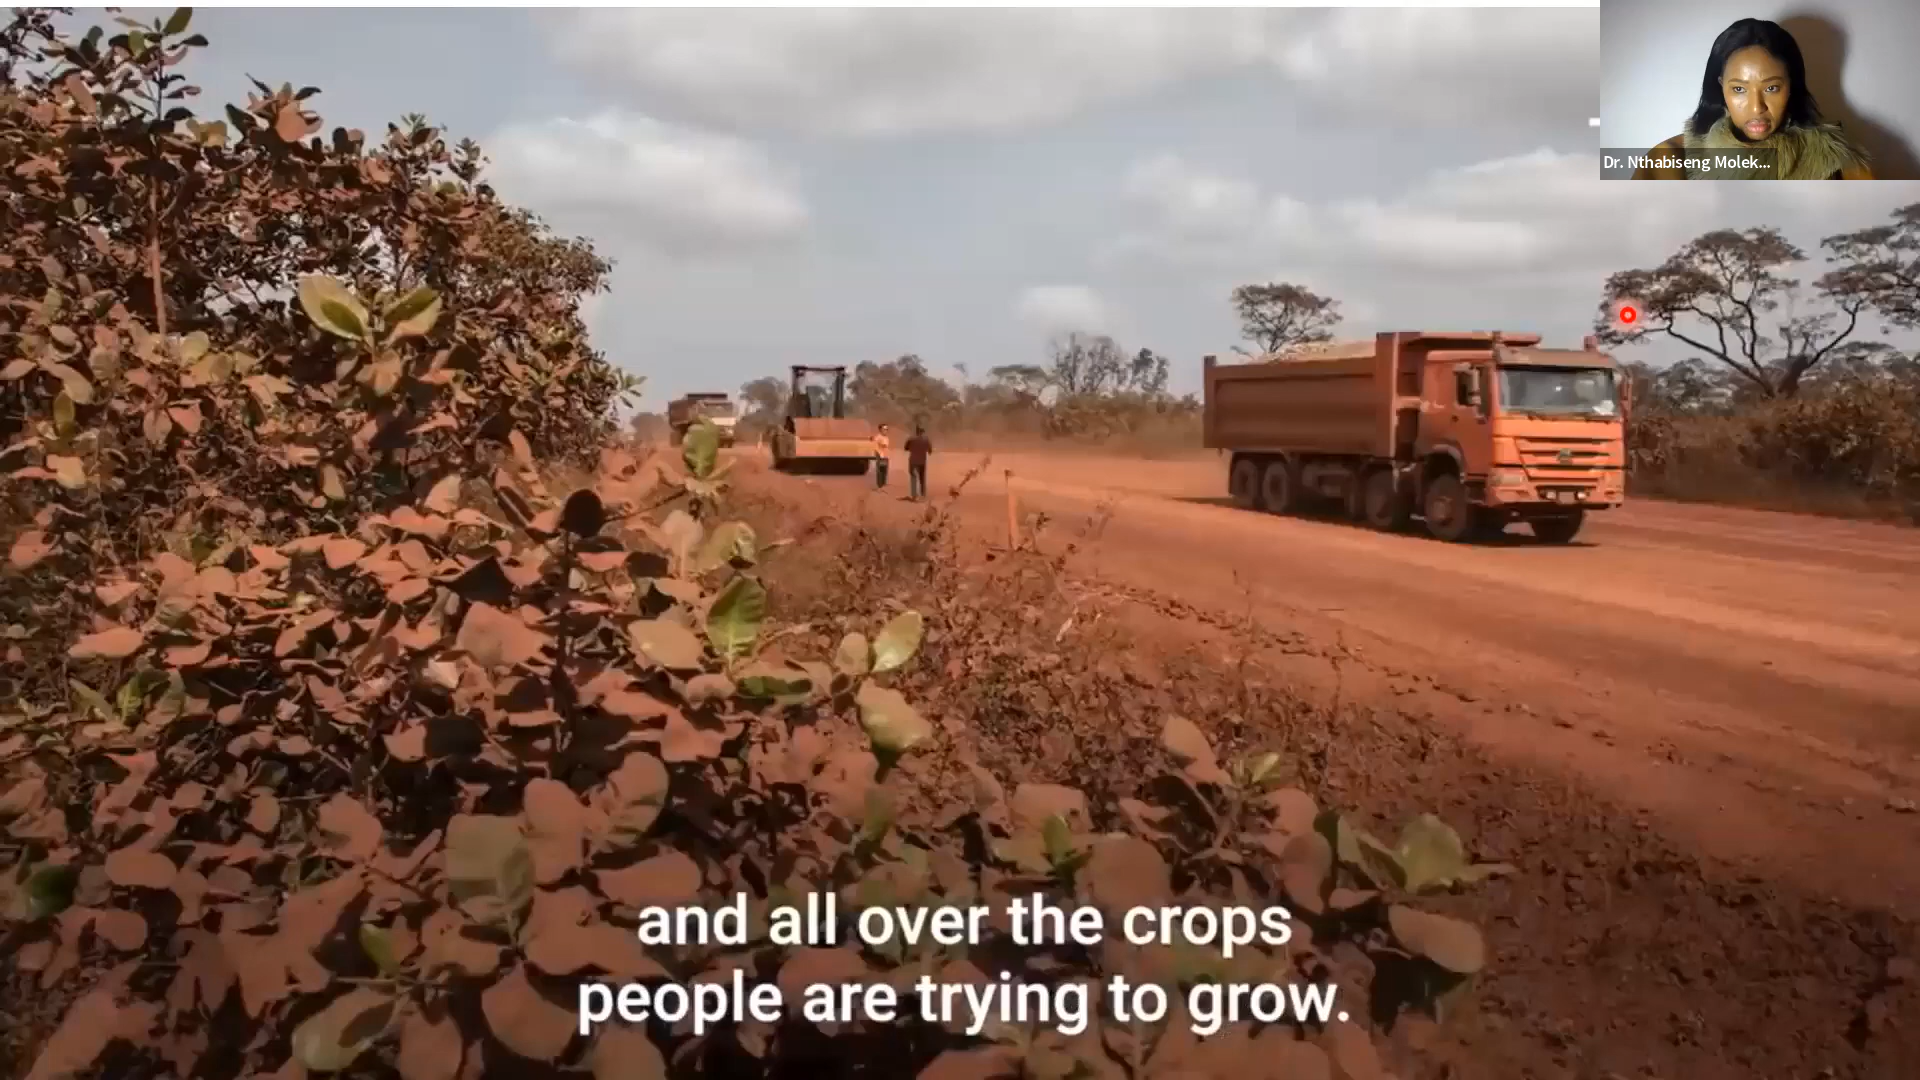 Dr. Nthabiseng Molek...
and all over the crops
people are trying to grow.